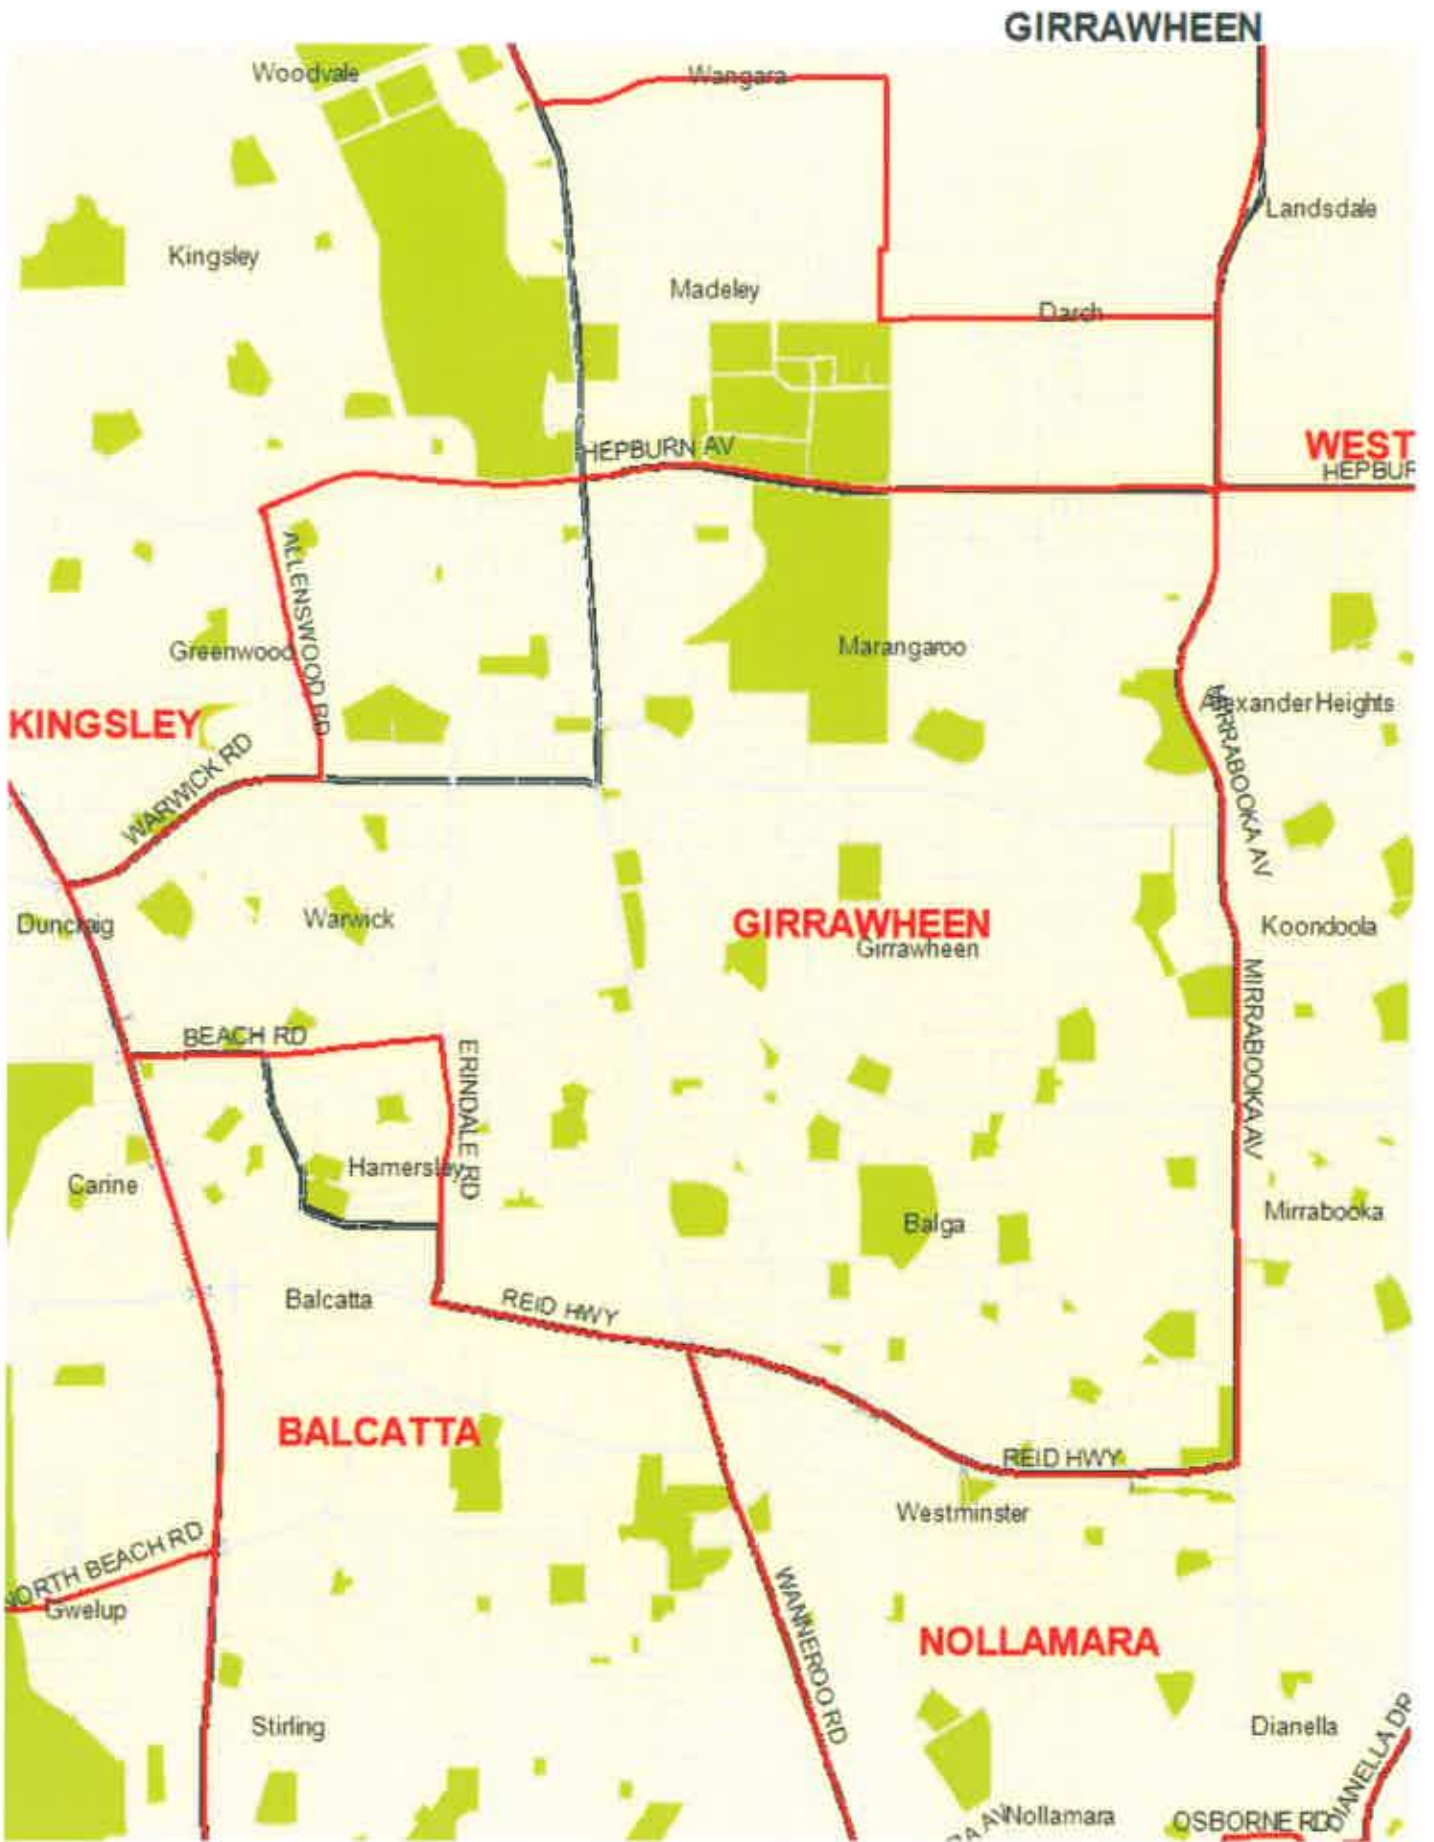 GIRRAWHEEN
Woodvale
Wangara
Landsdale
Kingsley
Madeley
Darch
HEPBURN AV
WEST
HEPBUR
ALLENSWOOD RD
Greenwood
Marangaroo
KINGSLEY
Alexander Heights
WARWICK RD
MIRRABOOKA AV
Duncraig
Warwick
GIRRAWHEEN
Girrawheen
Koondoola
BEACH RD
ERINDALE RD
MIRRABOOKA AV
Carine
Hamersley
Balga
Mirrabooka
Balcatta
REID HWY
BALCATTA
REID HWY
Westminster
NORTH BEACH RD
Gwelup
WANNEROO RD
NOLLAMARA
Stirling
Dianella
DIANELLA DR
Nollamara
OSBORNE RD